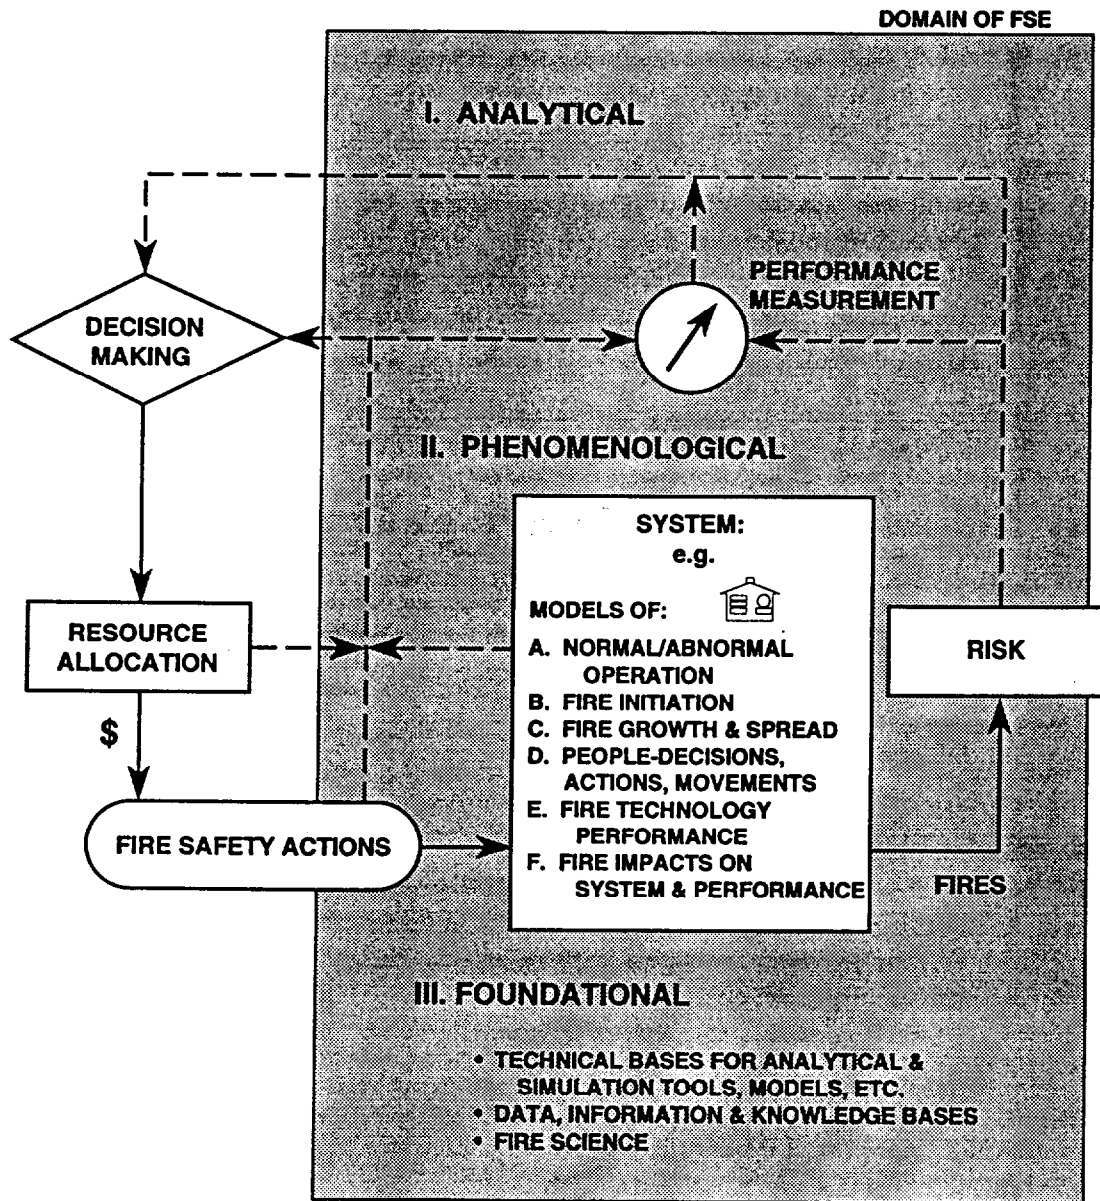 DOMAIN OF FSE
I. ANALYTICAL
PERFORMANCE
MEASUREMENT
DECISION
MAKING
II. PHENOMENOLOGICAL
SYSTEM:
e.g.
MODELS OF:
A. NORMAL/ABNORMAL
OPERATION
B. FIRE INITIATION
C. FIRE GROWTH & SPREAD
D. PEOPLE-DECISIONS,
ACTIONS, MOVEMENTS
E. FIRE TECHNOLOGY
PERFORMANCE
F. FIRE IMPACTS ON
SYSTEM & PERFORMANCE
RESOURCE
ALLOCATION
RISK
$
FIRE SAFETY ACTIONS
FIRES
III. FOUNDATIONAL
• TECHNICAL BASES FOR ANALYTICAL &
SIMULATION TOOLS, MODELS, ETC.
• DATA, INFORMATION & KNOWLEDGE BASES
• FIRE SCIENCE